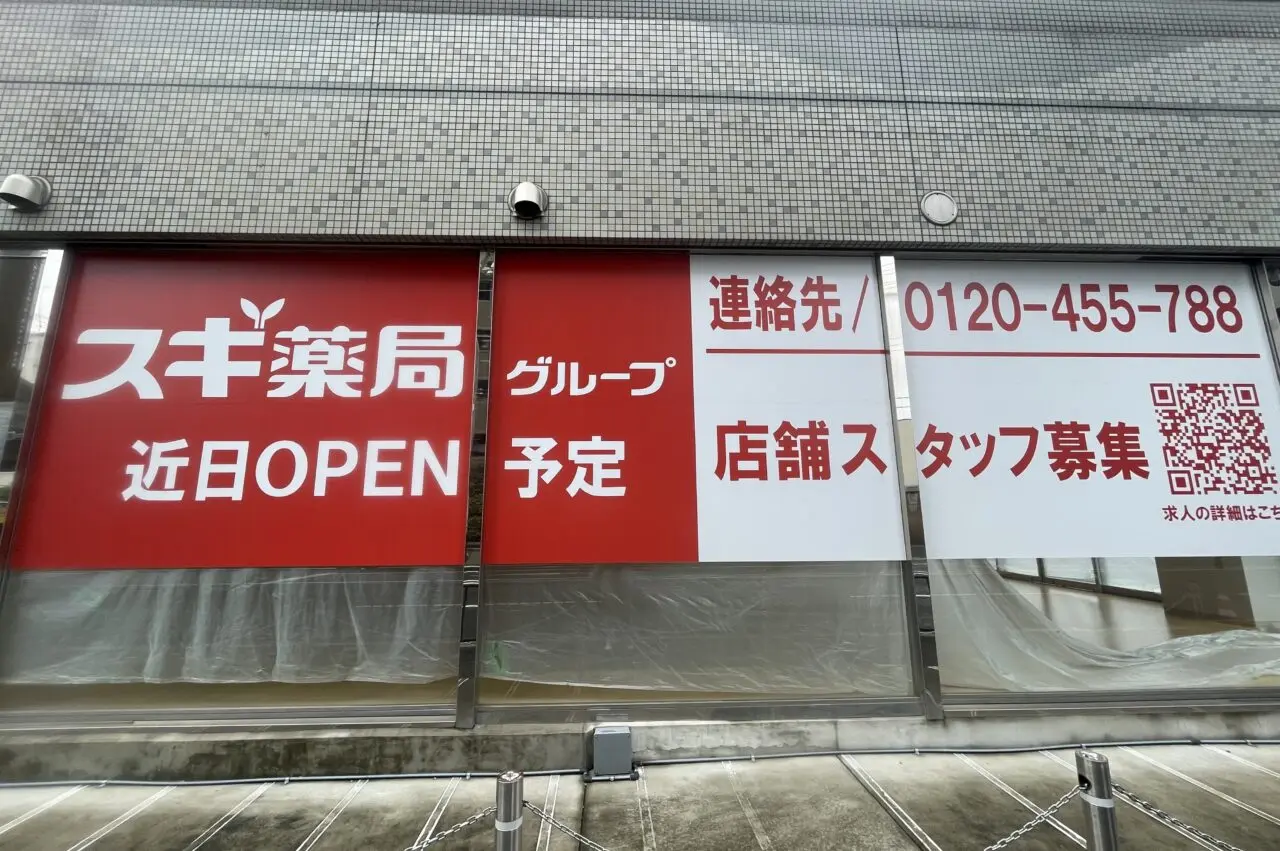 スギ薬局グループ
近日OPEN予定
連絡先/0120-455-788
店舗スタッフ募集
求人の詳細はこち